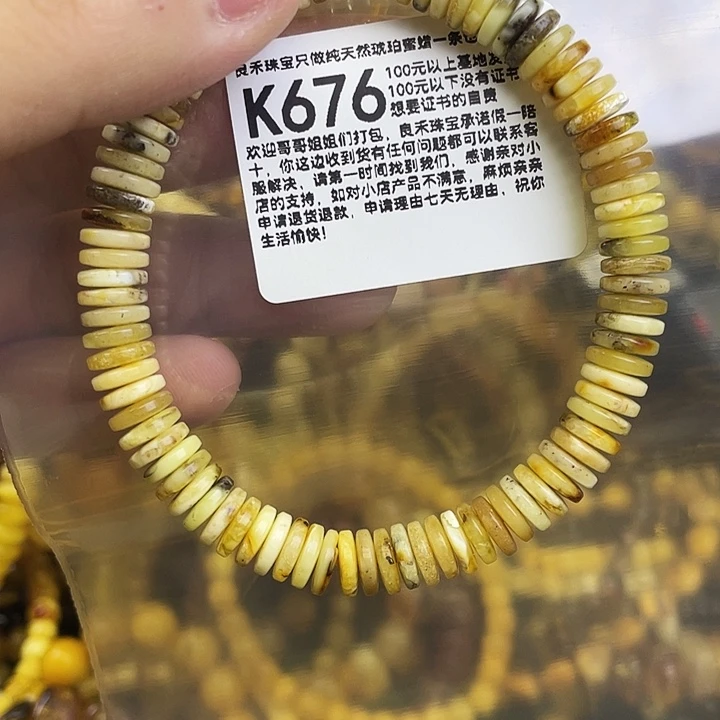 良禾珠宝只做纯天然琥珀蜜蜡一条
K676
100元以上基地发
100元以下没有证书
想要证书的自费
欢迎哥哥姐姐们打包，良禾珠宝承诺假一赔
十，你这边收到货有任何问题都可以联系客
服解决，请第一时间找到我们，感谢亲对小
店的支持，如对小店产品不满意，麻烦亲亲
申请退货退款，申请理由七天无理由，祝你
生活愉快！